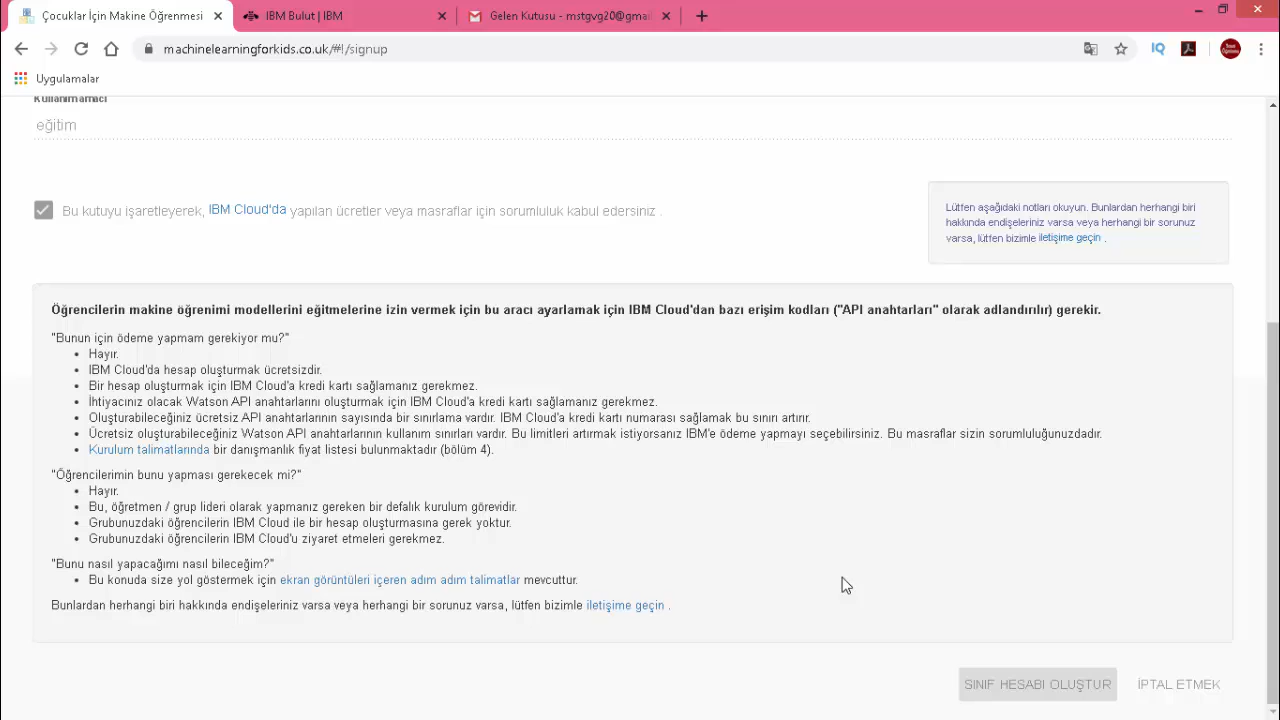 Çocuklar İçin Makine Öğrenmesi
IBM Bulut | IBM
Gelen Kutusu - mstgvg20@gmai
machinelearningforkids.co.uk/#!/signup
Uygulamalar
Kullanım amacı
eğitim
Bu kutuyu işaretleyerek, IBM Cloud'da yapılan ücretler veya masraflar için sorumluluk kabul edersiniz .
Lütfen aşağıdaki notları okuyun. Bunlardan herhangi biri
hakkında endişeleriniz varsa veya herhangi bir sorunuz
varsa, lütfen bizimle iletişime geçin .
Öğrencilerin makine öğrenimi modellerini eğitmelerine izin vermek için bu aracı ayarlamak için IBM Cloud'dan bazı erişim kodları ("API anahtarları" olarak adlandırılır) gerekir.
"Bunun için ödeme yapmam gerekiyor mu?"
• Hayır.
• IBM Cloud'da hesap oluşturmak ücretsizdir.
• Bir hesap oluşturmak için IBM Cloud'a kredi kartı sağlamanız gerekmez.
• İhtiyacınız olacak Watson API anahtarlarını oluşturmak için IBM Cloud'a kredi kartı sağlamanız gerekmez.
• Oluşturabileceğiniz ücretsiz API anahtarlarının sayısında bir sınırlama vardır. IBM Cloud'a kredi kartı numarası sağlamak bu sınırı artırır.
• Ücretsiz oluşturabileceğiniz Watson API anahtarlarının kullanım sınırları vardır. Bu limitleri artırmak istiyorsanız IBM'e ödeme yapmayı seçebilirsiniz. Bu masraflar sizin sorumluluğunuzdadır.
• Kurulum talimatlarında bir danışmanlık fiyat listesi bulunmaktadır (bölüm 4).
"Öğrencilerimin bunu yapması gerekecek mi?"
• Hayır.
• Bu, öğretmen / grup lideri olarak yapmanız gereken bir defalık kurulum görevidir.
• Grubunuzdaki öğrencilerin IBM Cloud ile bir hesap oluşturmasına gerek yoktur.
• Grubunuzdaki öğrencilerin IBM Cloud'u ziyaret etmeleri gerekmez.
"Bunu nasıl yapacağımı nasıl bileceğim?"
• Bu konuda size yol göstermek için ekran görüntüleri içeren adım adım talimatlar mevcuttur.
Bunlardan herhangi biri hakkında endişeleriniz varsa veya herhangi bir sorunuz varsa, lütfen bizimle iletişime geçin .
SINIF HESABI OLUŞTUR
İPTAL ETMEK